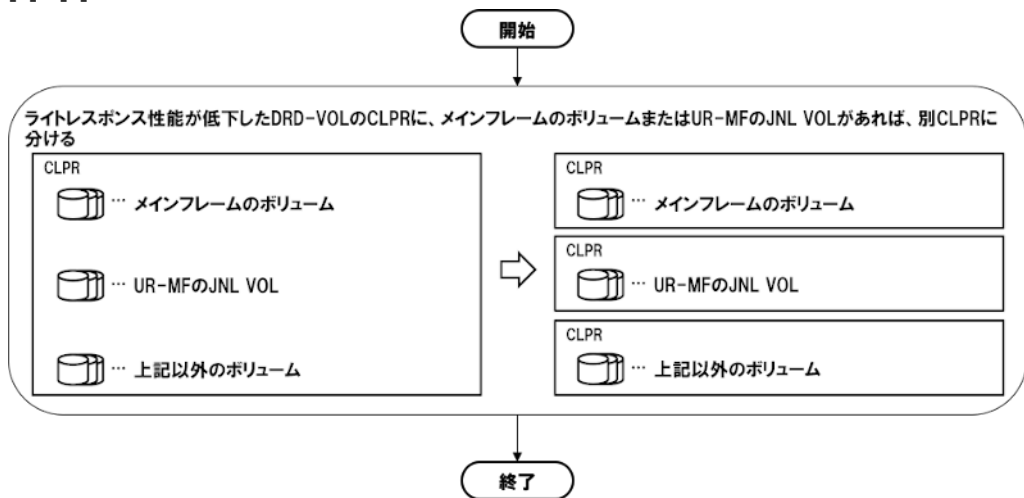 開始
ライトレスポンス性能が低下したDRD-VOLのCLPRに、メインフレームのボリュームまたはUR-MFのJNL VOLがあれば、別CLPRに
分ける
CLPR
… メインフレームのボリューム
… UR-MFのJNL VOL
… 上記以外のボリューム
CLPR
… メインフレームのボリューム
CLPR
… UR-MFのJNL VOL
CLPR
… 上記以外のボリューム
終了